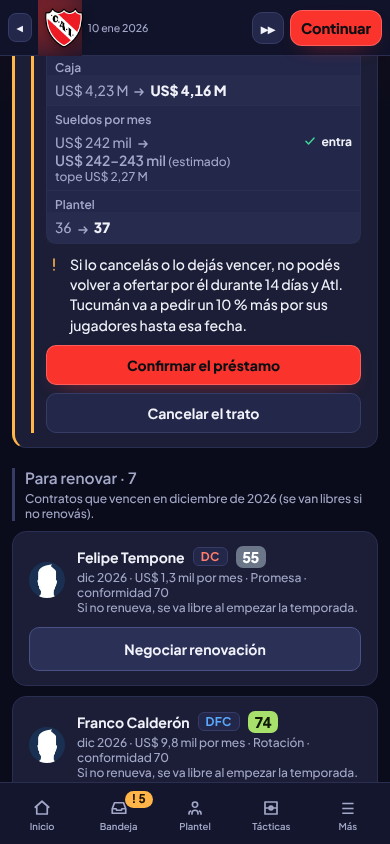 ◂
C.A.I.
10 ene 2026
▸▸
Continuar
Caja
US$ 4,23 M → US$ 4,16 M
Sueldos por mes
US$ 242 mil →
✓ entra
US$ 242–243 mil (estimado)
tope US$ 2,27 M
Plantel
36 → 37
! Si lo cancelás o lo dejás vencer, no podés
volver a ofertar por él durante 14 días y Atl.
Tucumán va a pedir un 10 % más por sus
jugadores hasta esa fecha.
Confirmar el préstamo
Cancelar el trato
Para renovar · 7
Contratos que vencen en diciembre de 2026 (se van libres si
no renovás).
Felipe Tempone DC 55
dic 2026 · US$ 1,3 mil por mes · Promesa ·
conformidad 70
Si no renueva, se va libre al empezar la temporada.
Negociar renovación
Franco Calderón DFC 74
dic 2026 · US$ 9,8 mil por mes · Rotación ·
conformidad 70
Si no renueva, se va libre al empezar la temporada.
! 5
Inicio
Bandeja
Plantel
Tácticas
Más